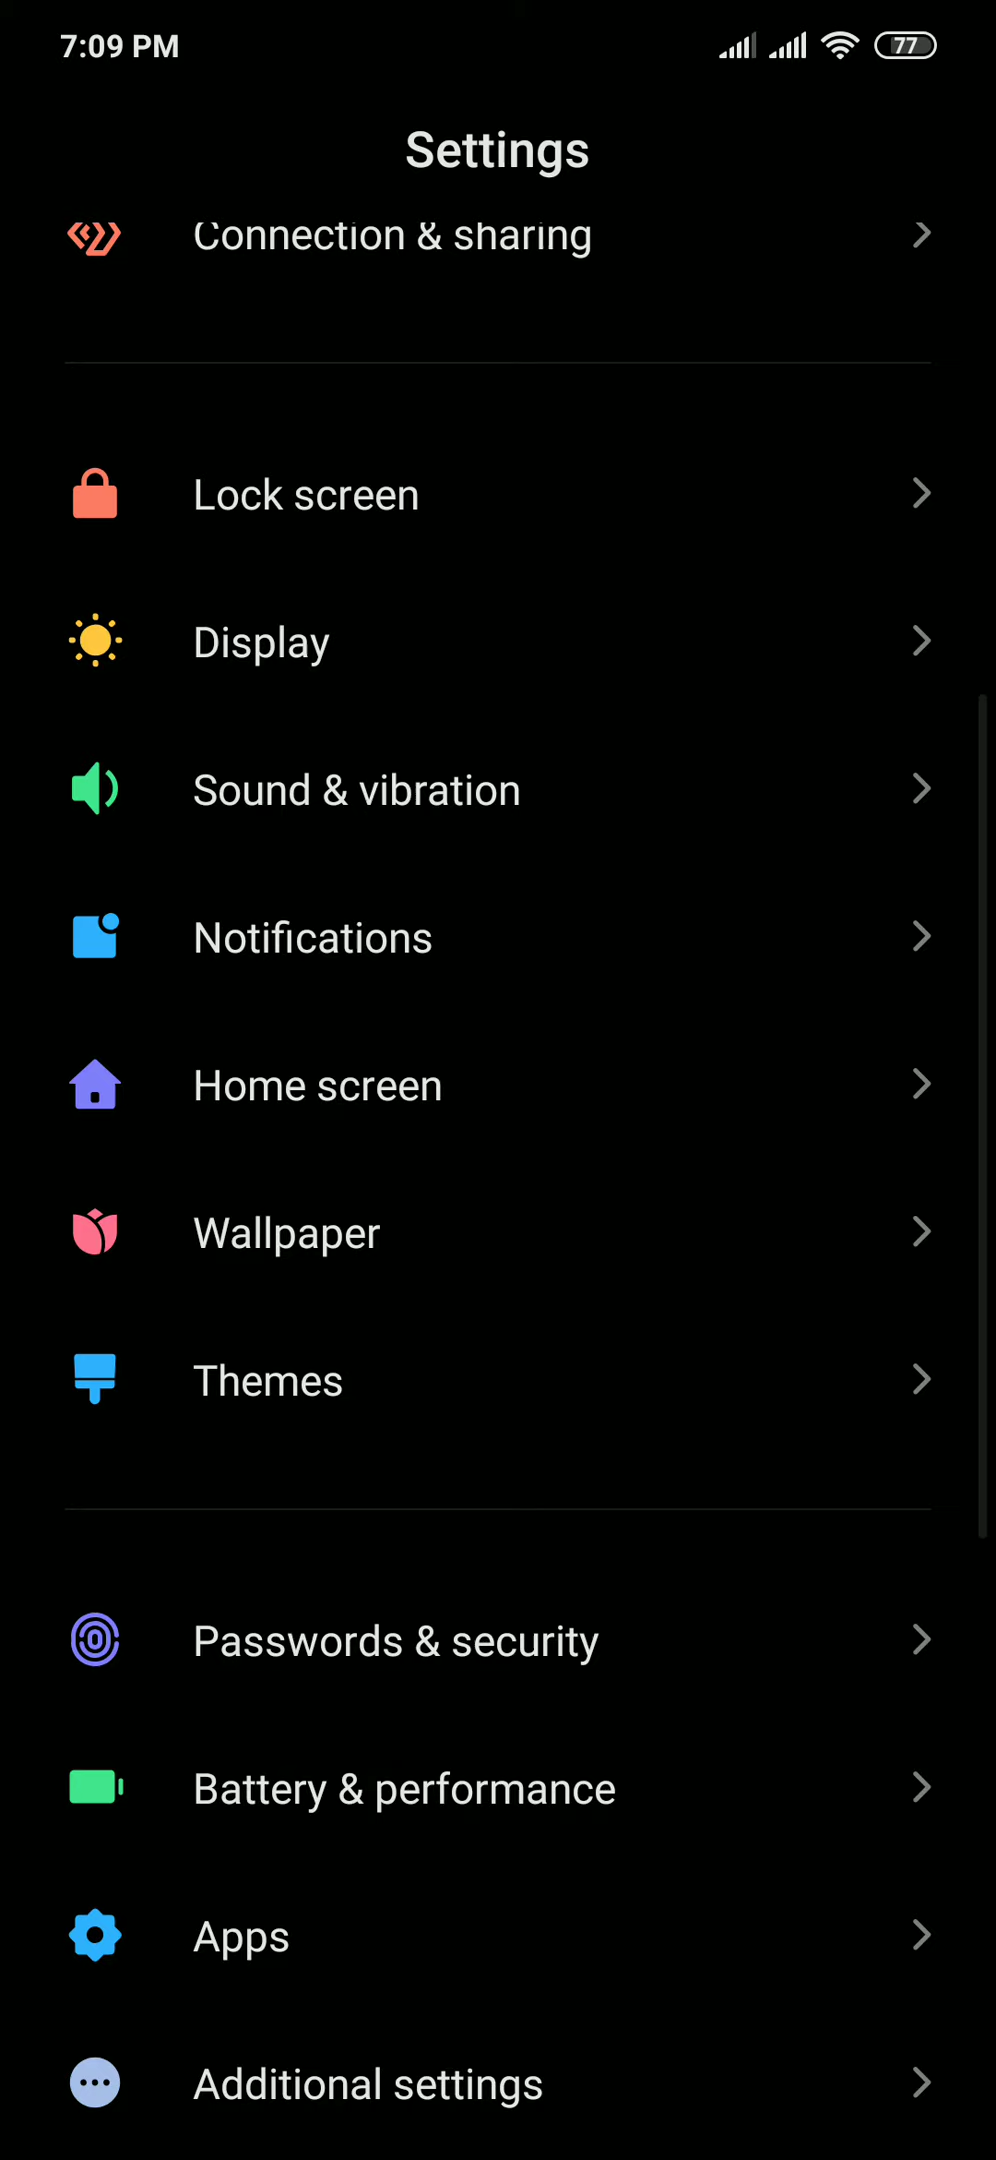 7:09 PM
77
Settings
Connection & sharing
Lock screen
Display
Sound & vibration
Notifications
Home screen
Wallpaper
Themes
Passwords & security
Battery & performance
Apps
Additional settings